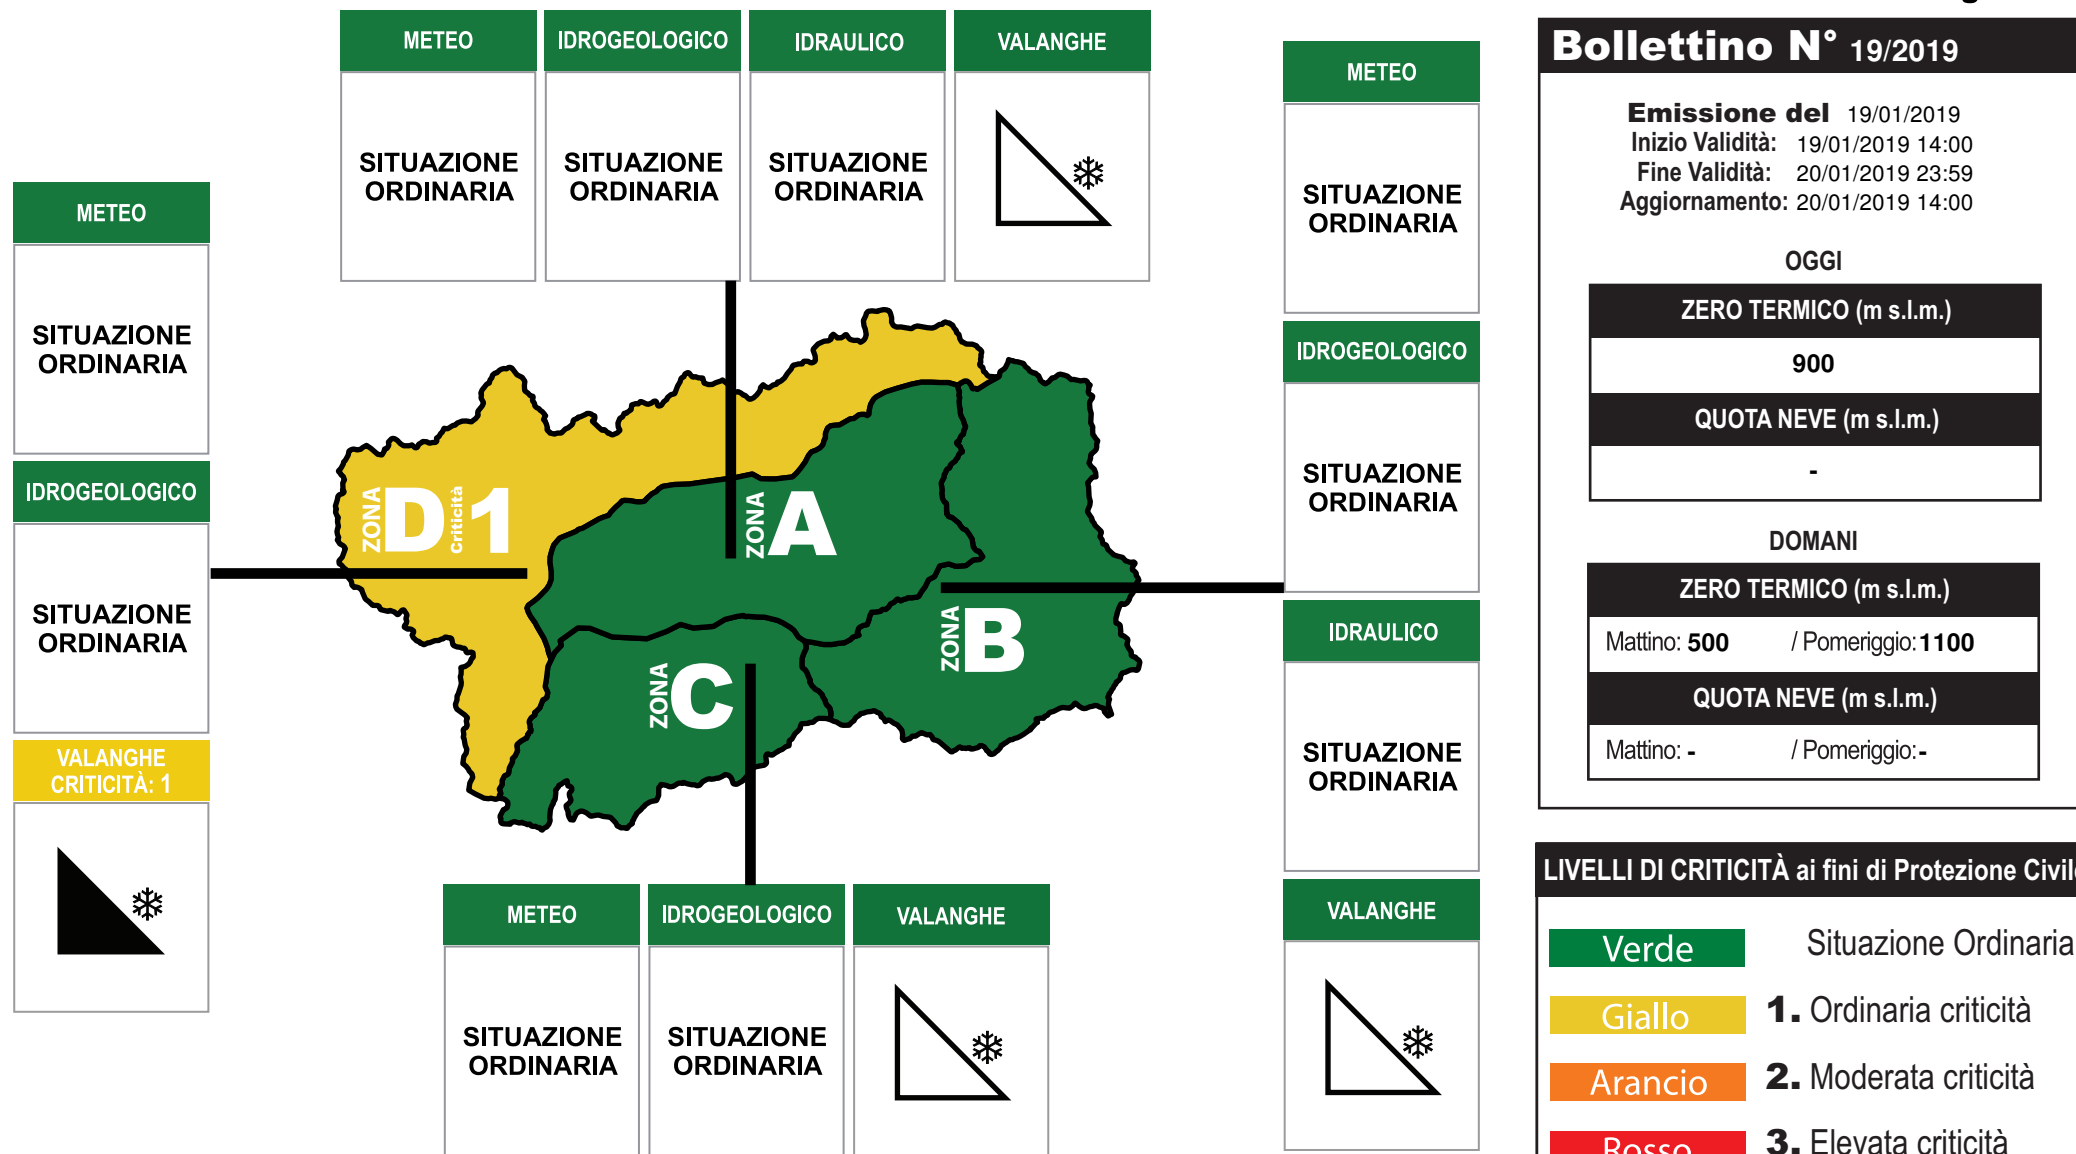 METEO
IDROGEOLOGICO
IDRAULICO
VALANGHE
SITUAZIONE
ORDINARIA
SITUAZIONE
ORDINARIA
SITUAZIONE
ORDINARIA
METEO
SITUAZIONE
ORDINARIA
IDROGEOLOGICO
SITUAZIONE
ORDINARIA
VALANGHE
CRITICITÀ: 1
ZONA D Criticità 1
ZONA A
ZONA B
ZONA C
METEO
SITUAZIONE
ORDINARIA
IDROGEOLOGICO
SITUAZIONE
ORDINARIA
IDRAULICO
SITUAZIONE
ORDINARIA
VALANGHE
METEO
IDROGEOLOGICO
VALANGHE
SITUAZIONE
ORDINARIA
SITUAZIONE
ORDINARIA
Bollettino N° 19/2019
Emissione del 19/01/2019
Inizio Validità: 19/01/2019 14:00
Fine Validità: 20/01/2019 23:59
Aggiornamento: 20/01/2019 14:00
OGGI
ZERO TERMICO (m s.l.m.)
900
QUOTA NEVE (m s.l.m.)
-
DOMANI
ZERO TERMICO (m s.l.m.)
Mattino: 500 / Pomeriggio: 1100
QUOTA NEVE (m s.l.m.)
Mattino: - / Pomeriggio: -
LIVELLI DI CRITICITÀ ai fini di Protezione Civile
Verde Situazione Ordinaria
Giallo 1. Ordinaria criticità
Arancio 2. Moderata criticità
Rosso 3. Elevata criticità